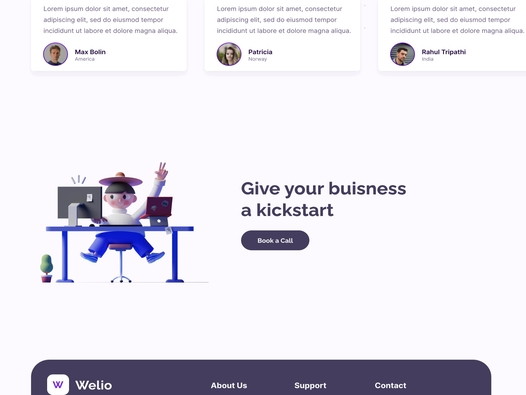 Lorem ipsum dolor sit amet, consectetur
adipiscing elit, sed do eiusmod tempor
incididunt ut labore et dolore magna aliqua.
Max Bolin
America
Lorem ipsum dolor sit amet, consectetur
adipiscing elit, sed do eiusmod tempor
incididunt ut labore et dolore magna aliqua.
Patricia
Norway
Lorem ipsum dolor sit amet, consectetur
adipiscing elit, sed do eiusmod tempor
incididunt ut labore et dolore magna aliqua.
Rahul Tripathi
India
Give your buisness
a kickstart
Book a Call
W Welio
About Us
Support
Contact